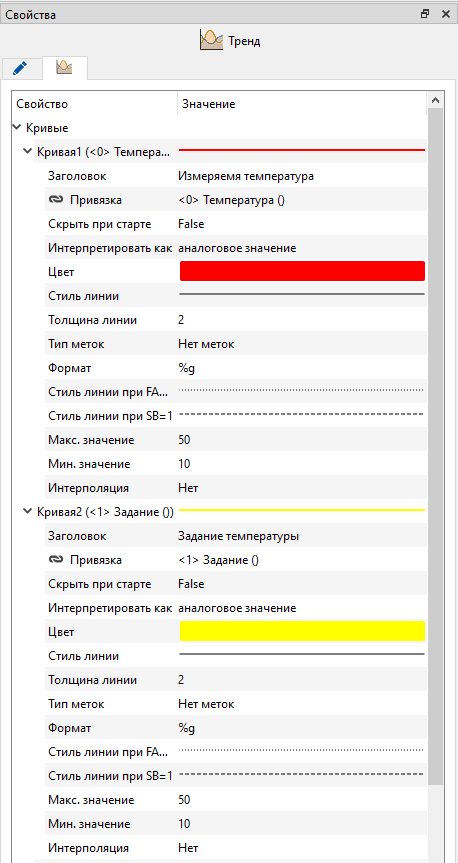 Свойства
Тренд
Свойство Значение
Кривые
Кривая1 (<0> Темпера...
Заголовок Измеряемя температура
Привязка <0> Температура ()
Скрыть при старте False
Интерпретировать как аналоговое значение
Цвет
Стиль линии
Толщина линии 2
Тип меток Нет меток
Формат %g
Стиль линии при FA...
Стиль линии при SB=1
Макс. значение 50
Мин. значение 10
Интерполяция Нет
Кривая2 (<1> Задание ())
Заголовок Задание температуры
Привязка <1> Задание ()
Скрыть при старте False
Интерпретировать как аналоговое значение
Цвет
Стиль линии
Толщина линии 2
Тип меток Нет меток
Формат %g
Стиль линии при FA...
Стиль линии при SB=1
Макс. значение 50
Мин. значение 10
Интерполяция Нет